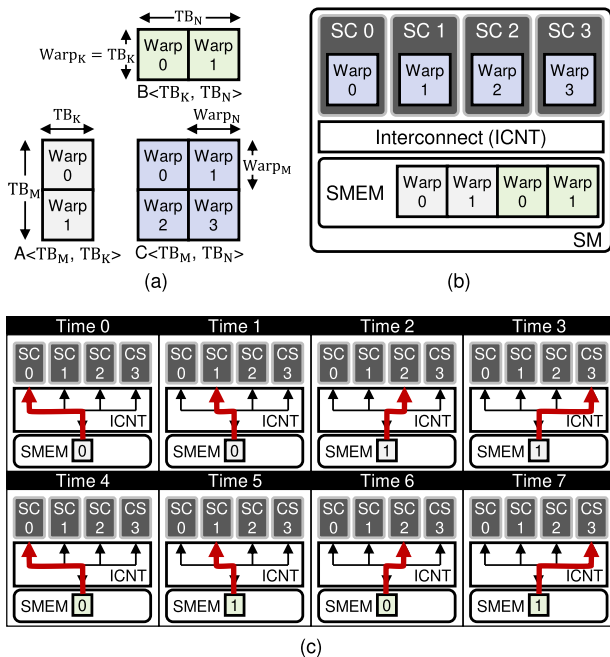 TB_N
Warp_K = TB_K
Warp 0
Warp 1
B<TB_K, TB_N>
TB_K
Warp_N
TB_M
Warp 0
Warp 1
Warp 0
Warp 1
Warp 2
Warp 3
Warp_M
A<TB_M, TB_K>
C<TB_M, TB_N>
(a)
SC 0
SC 1
SC 2
SC 3
Warp 0
Warp 1
Warp 2
Warp 3
Interconnect (ICNT)
SMEM
Warp 0
Warp 1
Warp 0
Warp 1
SM
(b)
Time 0
Time 1
Time 2
Time 3
SC 0
SC 1
SC 2
CS 3
ICNT
SMEM 0
SC 0
SC 1
SC 2
CS 3
ICNT
SMEM 0
SC 0
SC 1
SC 2
CS 3
ICNT
SMEM 1
SC 0
SC 1
SC 2
CS 3
ICNT
SMEM 1
Time 4
Time 5
Time 6
Time 7
SC 0
SC 1
SC 2
CS 3
ICNT
SMEM 0
SC 0
SC 1
SC 2
CS 3
ICNT
SMEM 1
SC 0
SC 1
SC 2
CS 3
ICNT
SMEM 0
SC 0
SC 1
SC 2
CS 3
ICNT
SMEM 1
(c)